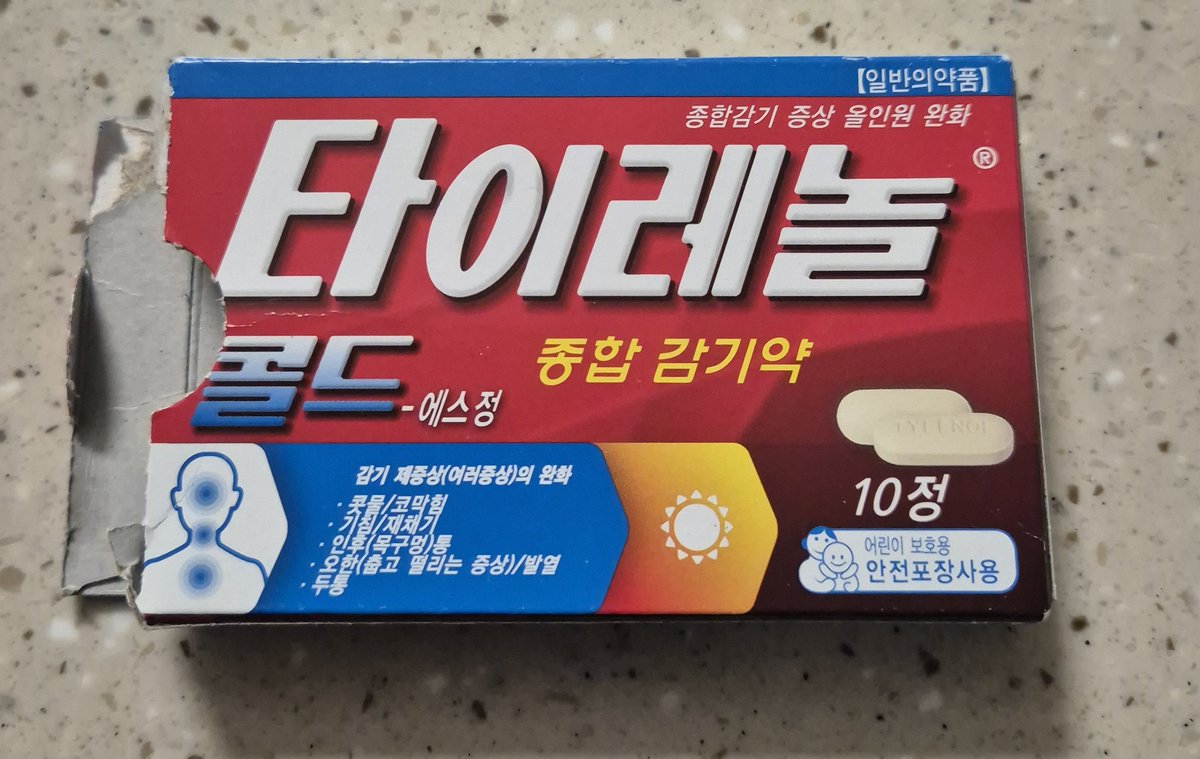 【일반의약품】
종합감기 증상 올인원 완화
타이레놀®
콜드-에스정
종합 감기약
감기 제증상(여러증상)의 완화
· 콧물/코막힘
· 기침/재채기
· 인후(목구멍)통
· 오한(춥고 떨리는 증상)/발열
· 두통
TYLENOL
10정
어린이 보호용
안전포장사용